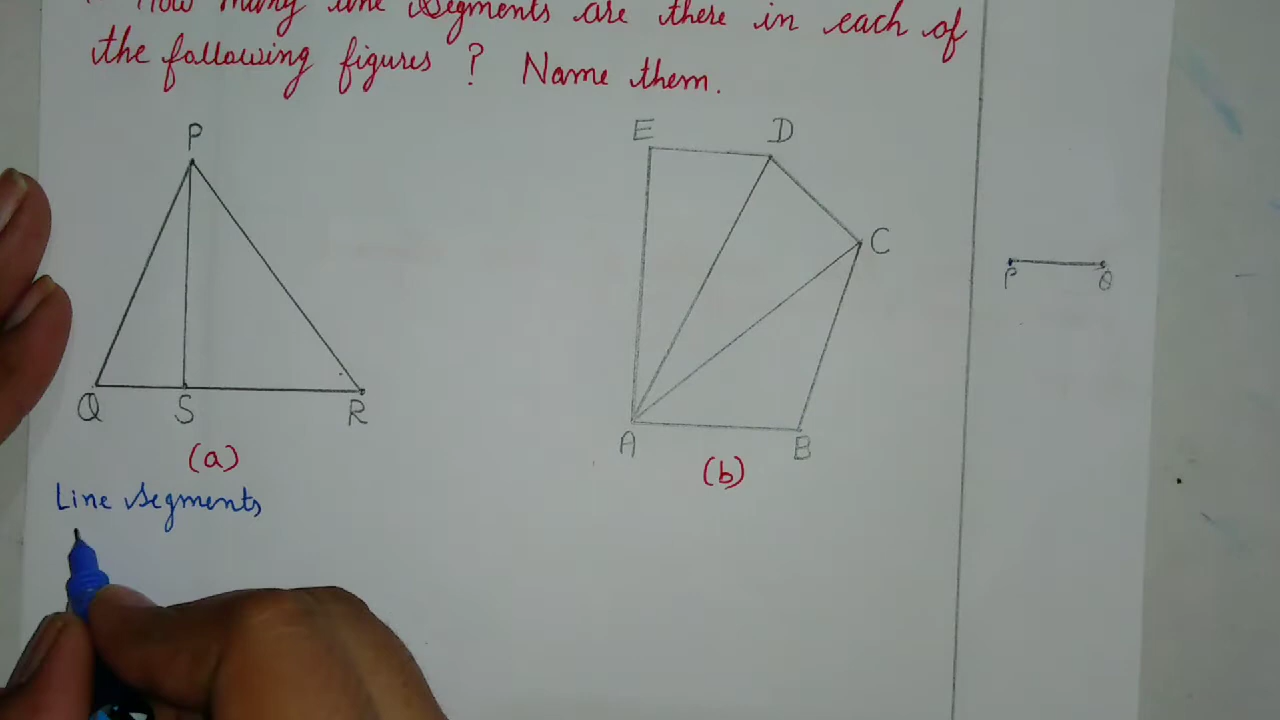 How many line segments are there in each of
the following figures ? Name them.
P
E D
C
P Q
Q S R
A B
(a)
(b)
Line segments